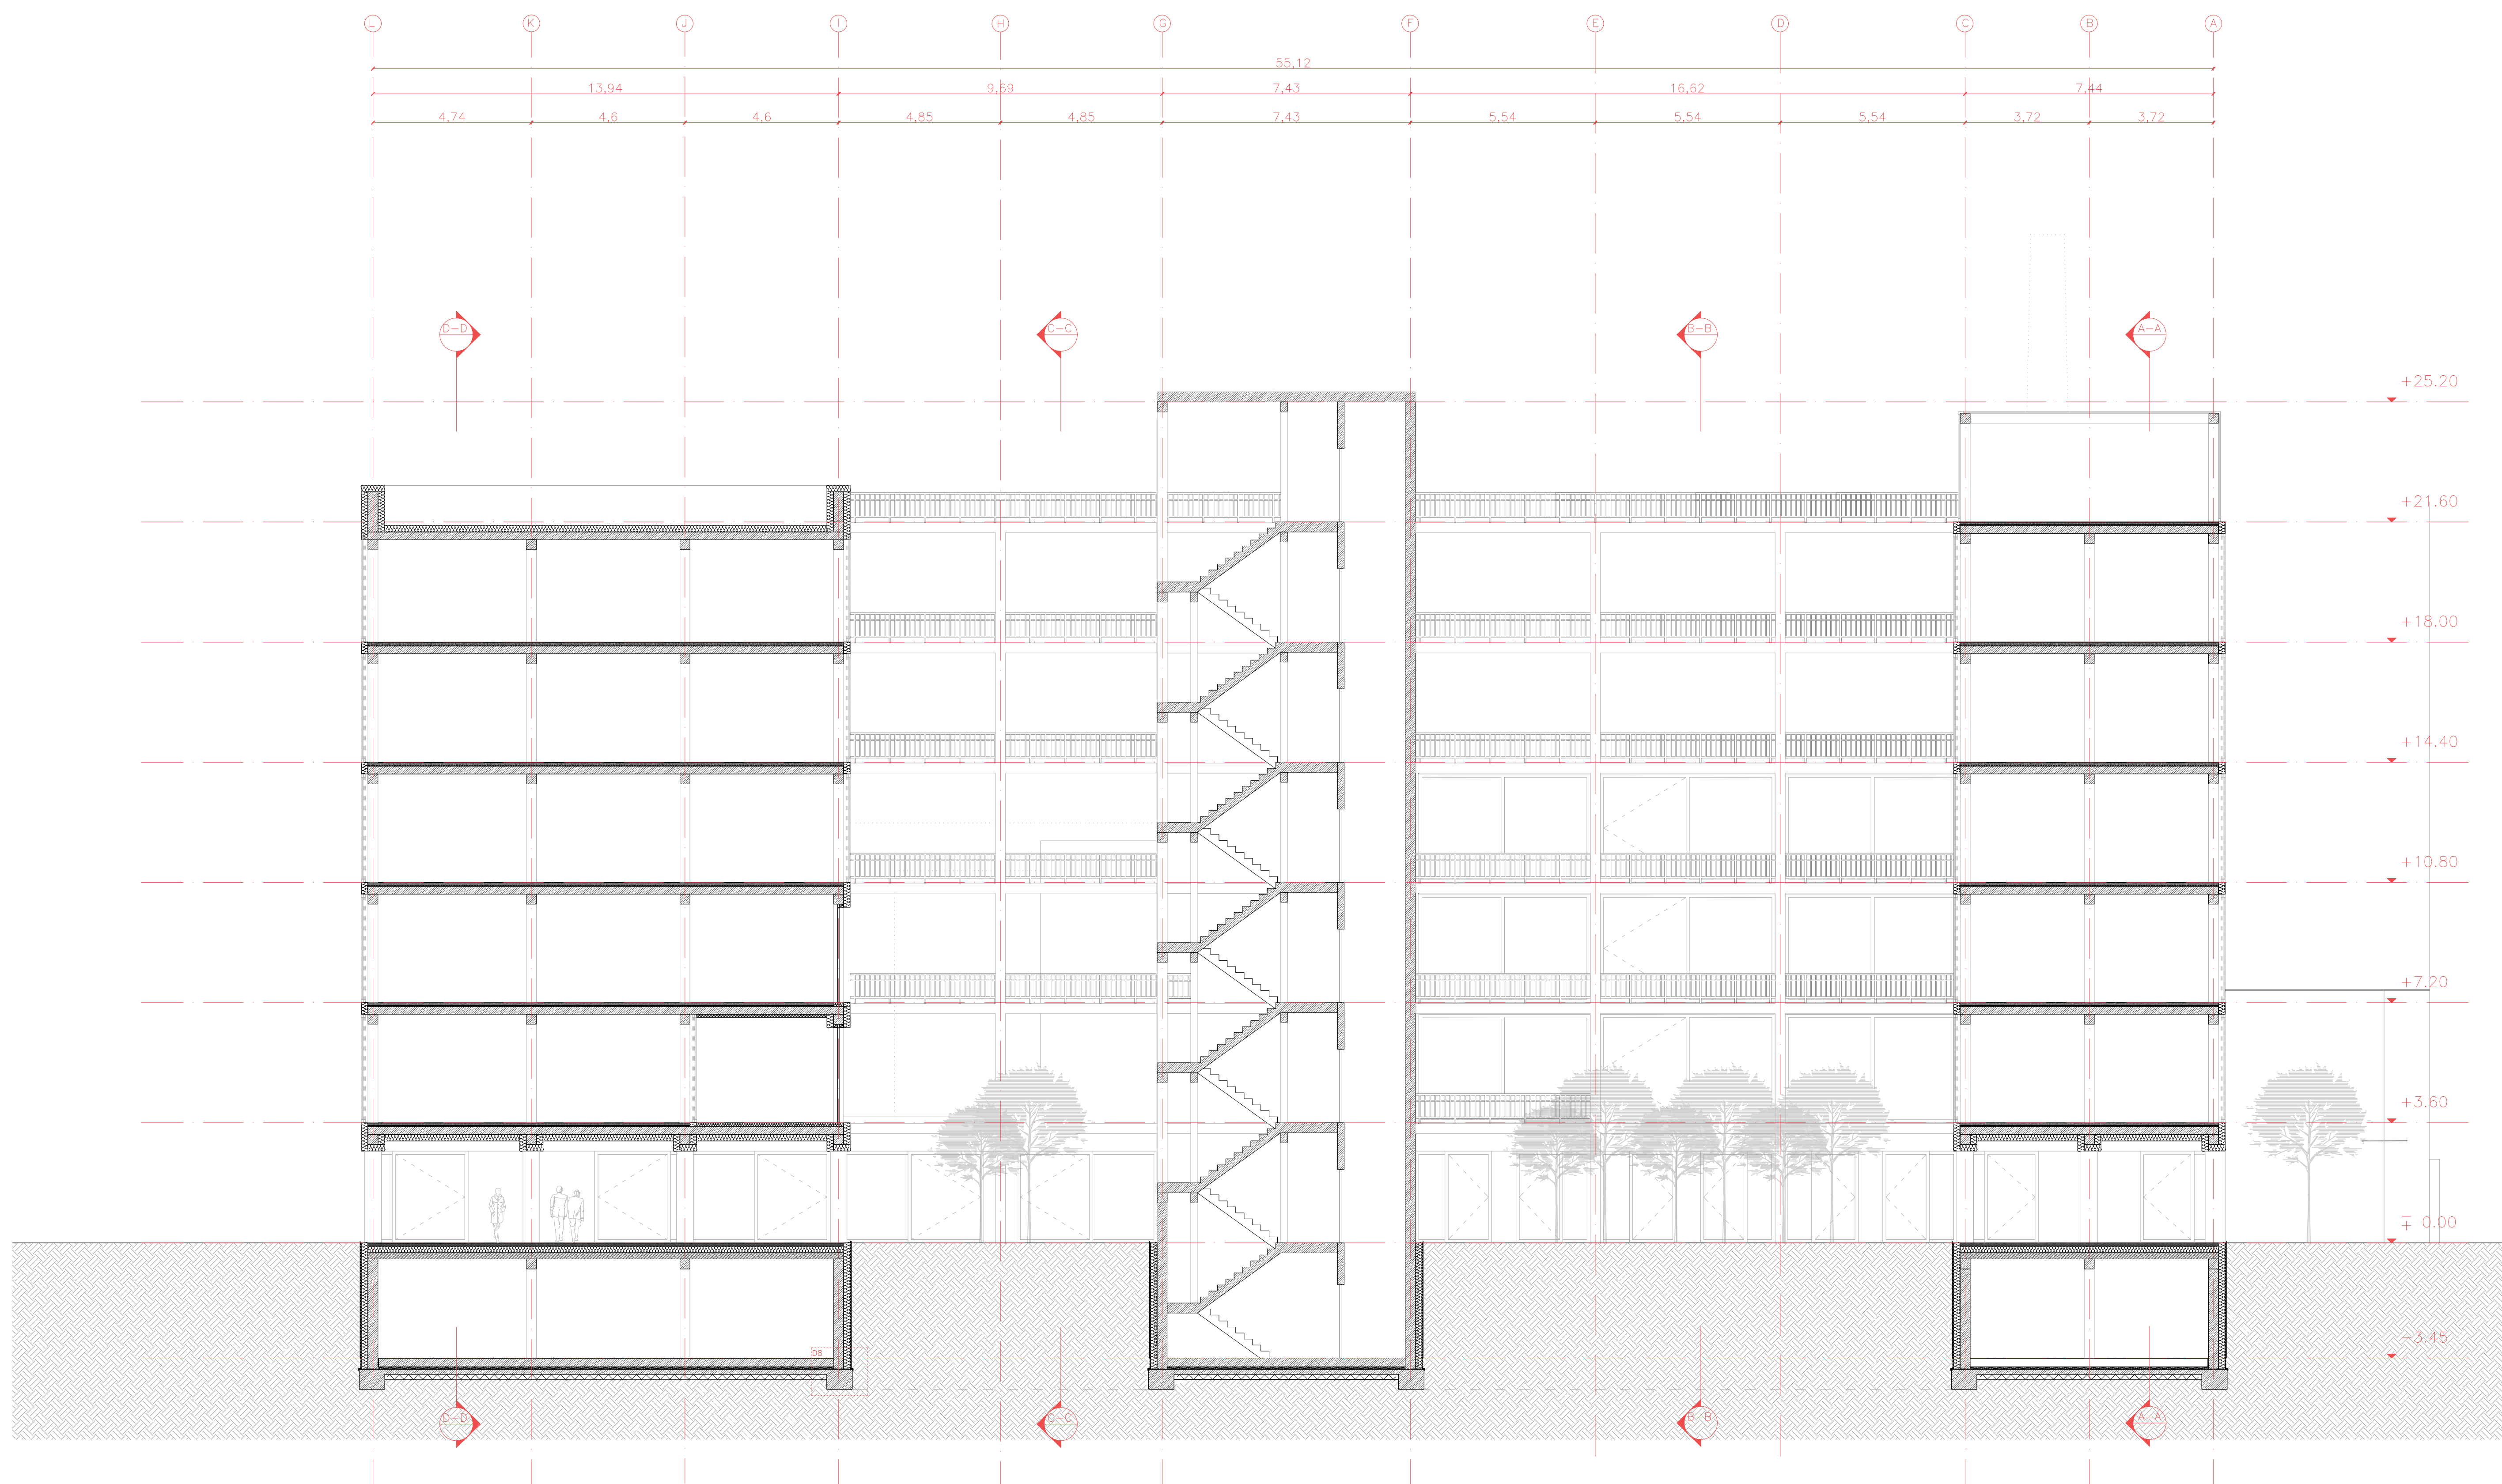 L K J I H G F E D C B A
55,12
13,94 9,69 7,43 16,62 7,44
4,74 4,6 4,6 4,85 4,85 7,43 5,54 5,54 5,54 3,72 3,72
D-D C-C B-B A-A
+25.20
+21.60
+18.00
+14.40
+10.80
+7.20
+3.60
∓ 0.00
-3.45
D8
D-D C-C B-B A-A